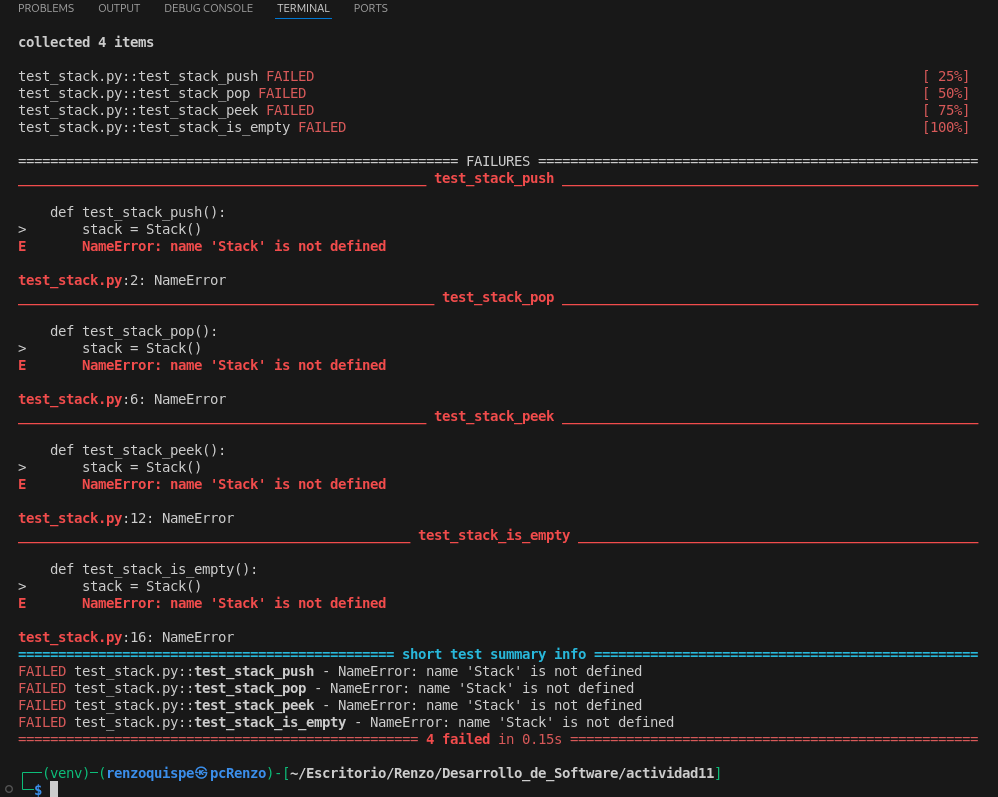 PROBLEMS OUTPUT DEBUG CONSOLE TERMINAL PORTS
collected 4 items
test_stack.py::test_stack_push FAILED [ 25%]
test_stack.py::test_stack_pop FAILED [ 50%]
test_stack.py::test_stack_peek FAILED [ 75%]
test_stack.py::test_stack_is_empty FAILED [100%]
======================================================= FAILURES =======================================================
___________________________________________________ test_stack_push ____________________________________________________
    def test_stack_push():
>       stack = Stack()
E       NameError: name 'Stack' is not defined
test_stack.py:2: NameError
____________________________________________________ test_stack_pop ____________________________________________________
    def test_stack_pop():
>       stack = Stack()
E       NameError: name 'Stack' is not defined
test_stack.py:6: NameError
___________________________________________________ test_stack_peek ____________________________________________________
    def test_stack_peek():
>       stack = Stack()
E       NameError: name 'Stack' is not defined
test_stack.py:12: NameError
_________________________________________________ test_stack_is_empty __________________________________________________
    def test_stack_is_empty():
>       stack = Stack()
E       NameError: name 'Stack' is not defined
test_stack.py:16: NameError
=============================================== short test summary info ================================================
FAILED test_stack.py::test_stack_push - NameError: name 'Stack' is not defined
FAILED test_stack.py::test_stack_pop - NameError: name 'Stack' is not defined
FAILED test_stack.py::test_stack_peek - NameError: name 'Stack' is not defined
FAILED test_stack.py::test_stack_is_empty - NameError: name 'Stack' is not defined
================================================== 4 failed in 0.15s ===================================================
┌──(venv)─(renzoquispe㉿pcRenzo)-[~/Escritorio/Renzo/Desarrollo_de_Software/actividad11]
└─$